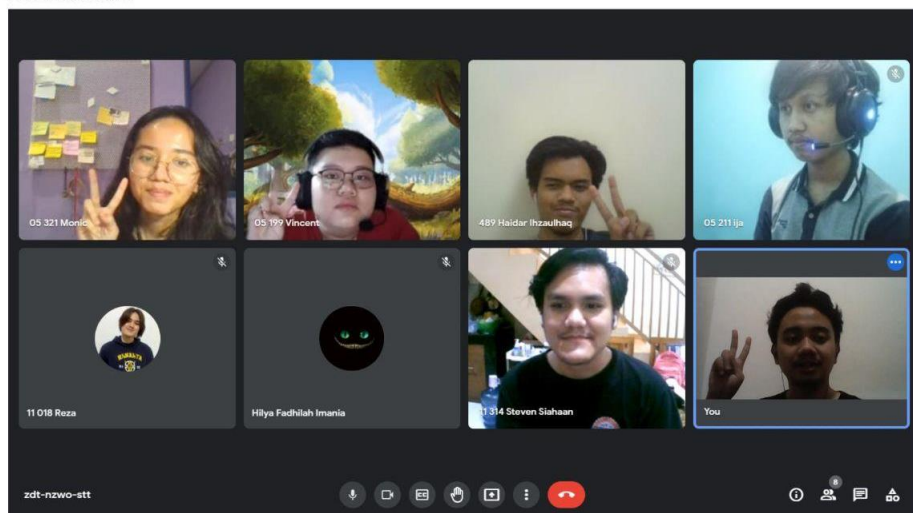 05 321 Monic
05 199 Vincent
489 Haidar Ihzaulhaq
05 211 ija
11 018 Reza
Hilya Fadhilah Imania
11 314 Steven Siahaan
You
zdt-nzwo-stt
CC
8